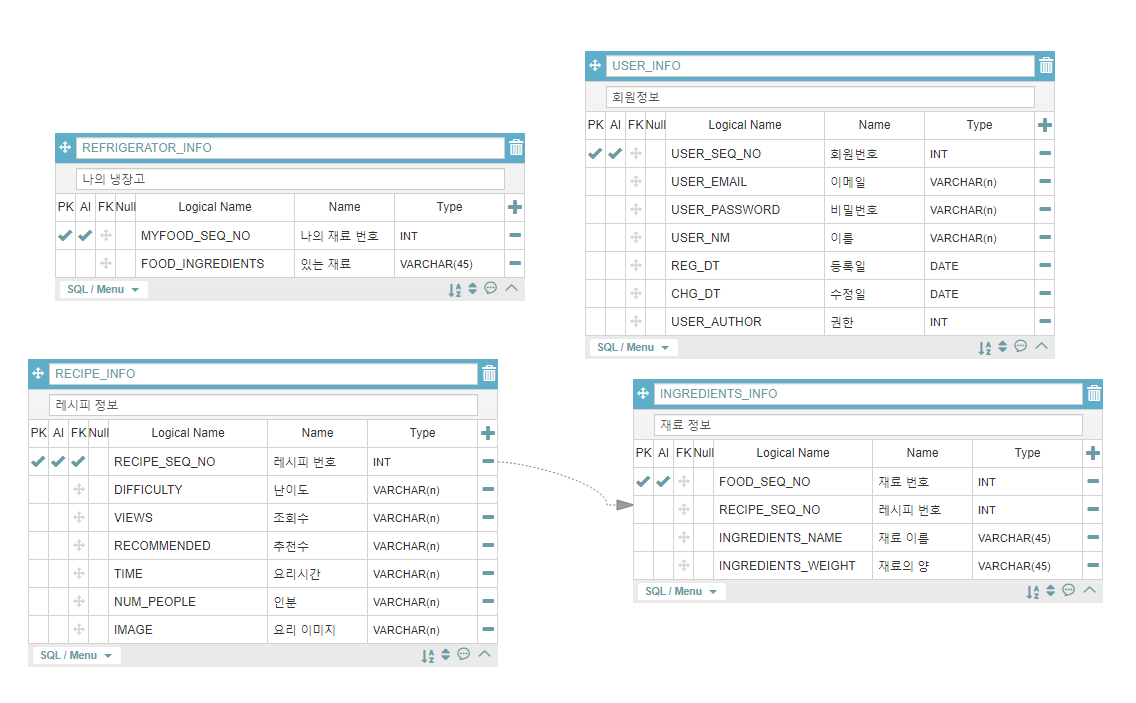 USER_INFO
회원정보
PK AI FK Null Logical Name Name Type
USER_SEQ_NO 회원번호 INT
USER_EMAIL 이메일 VARCHAR(n)
USER_PASSWORD 비밀번호 VARCHAR(n)
USER_NM 이름 VARCHAR(n)
REG_DT 등록일 DATE
CHG_DT 수정일 DATE
USER_AUTHOR 권한 INT
SQL / Menu
REFRIGERATOR_INFO
나의 냉장고
PK AI FK Null Logical Name Name Type
MYFOOD_SEQ_NO 나의 재료 번호 INT
FOOD_INGREDIENTS 있는 재료 VARCHAR(45)
SQL / Menu
RECIPE_INFO
레시피 정보
PK AI FK Null Logical Name Name Type
RECIPE_SEQ_NO 레시피 번호 INT
DIFFICULTY 난이도 VARCHAR(n)
VIEWS 조회수 VARCHAR(n)
RECOMMENDED 추천수 VARCHAR(n)
TIME 요리시간 VARCHAR(n)
NUM_PEOPLE 인분 VARCHAR(n)
IMAGE 요리 이미지 VARCHAR(n)
SQL / Menu
INGREDIENTS_INFO
재료 정보
PK AI FK Null Logical Name Name Type
FOOD_SEQ_NO 재료 번호 INT
RECIPE_SEQ_NO 레시피 번호 INT
INGREDIENTS_NAME 재료 이름 VARCHAR(45)
INGREDIENTS_WEIGHT 재료의 양 VARCHAR(45)
SQL / Menu